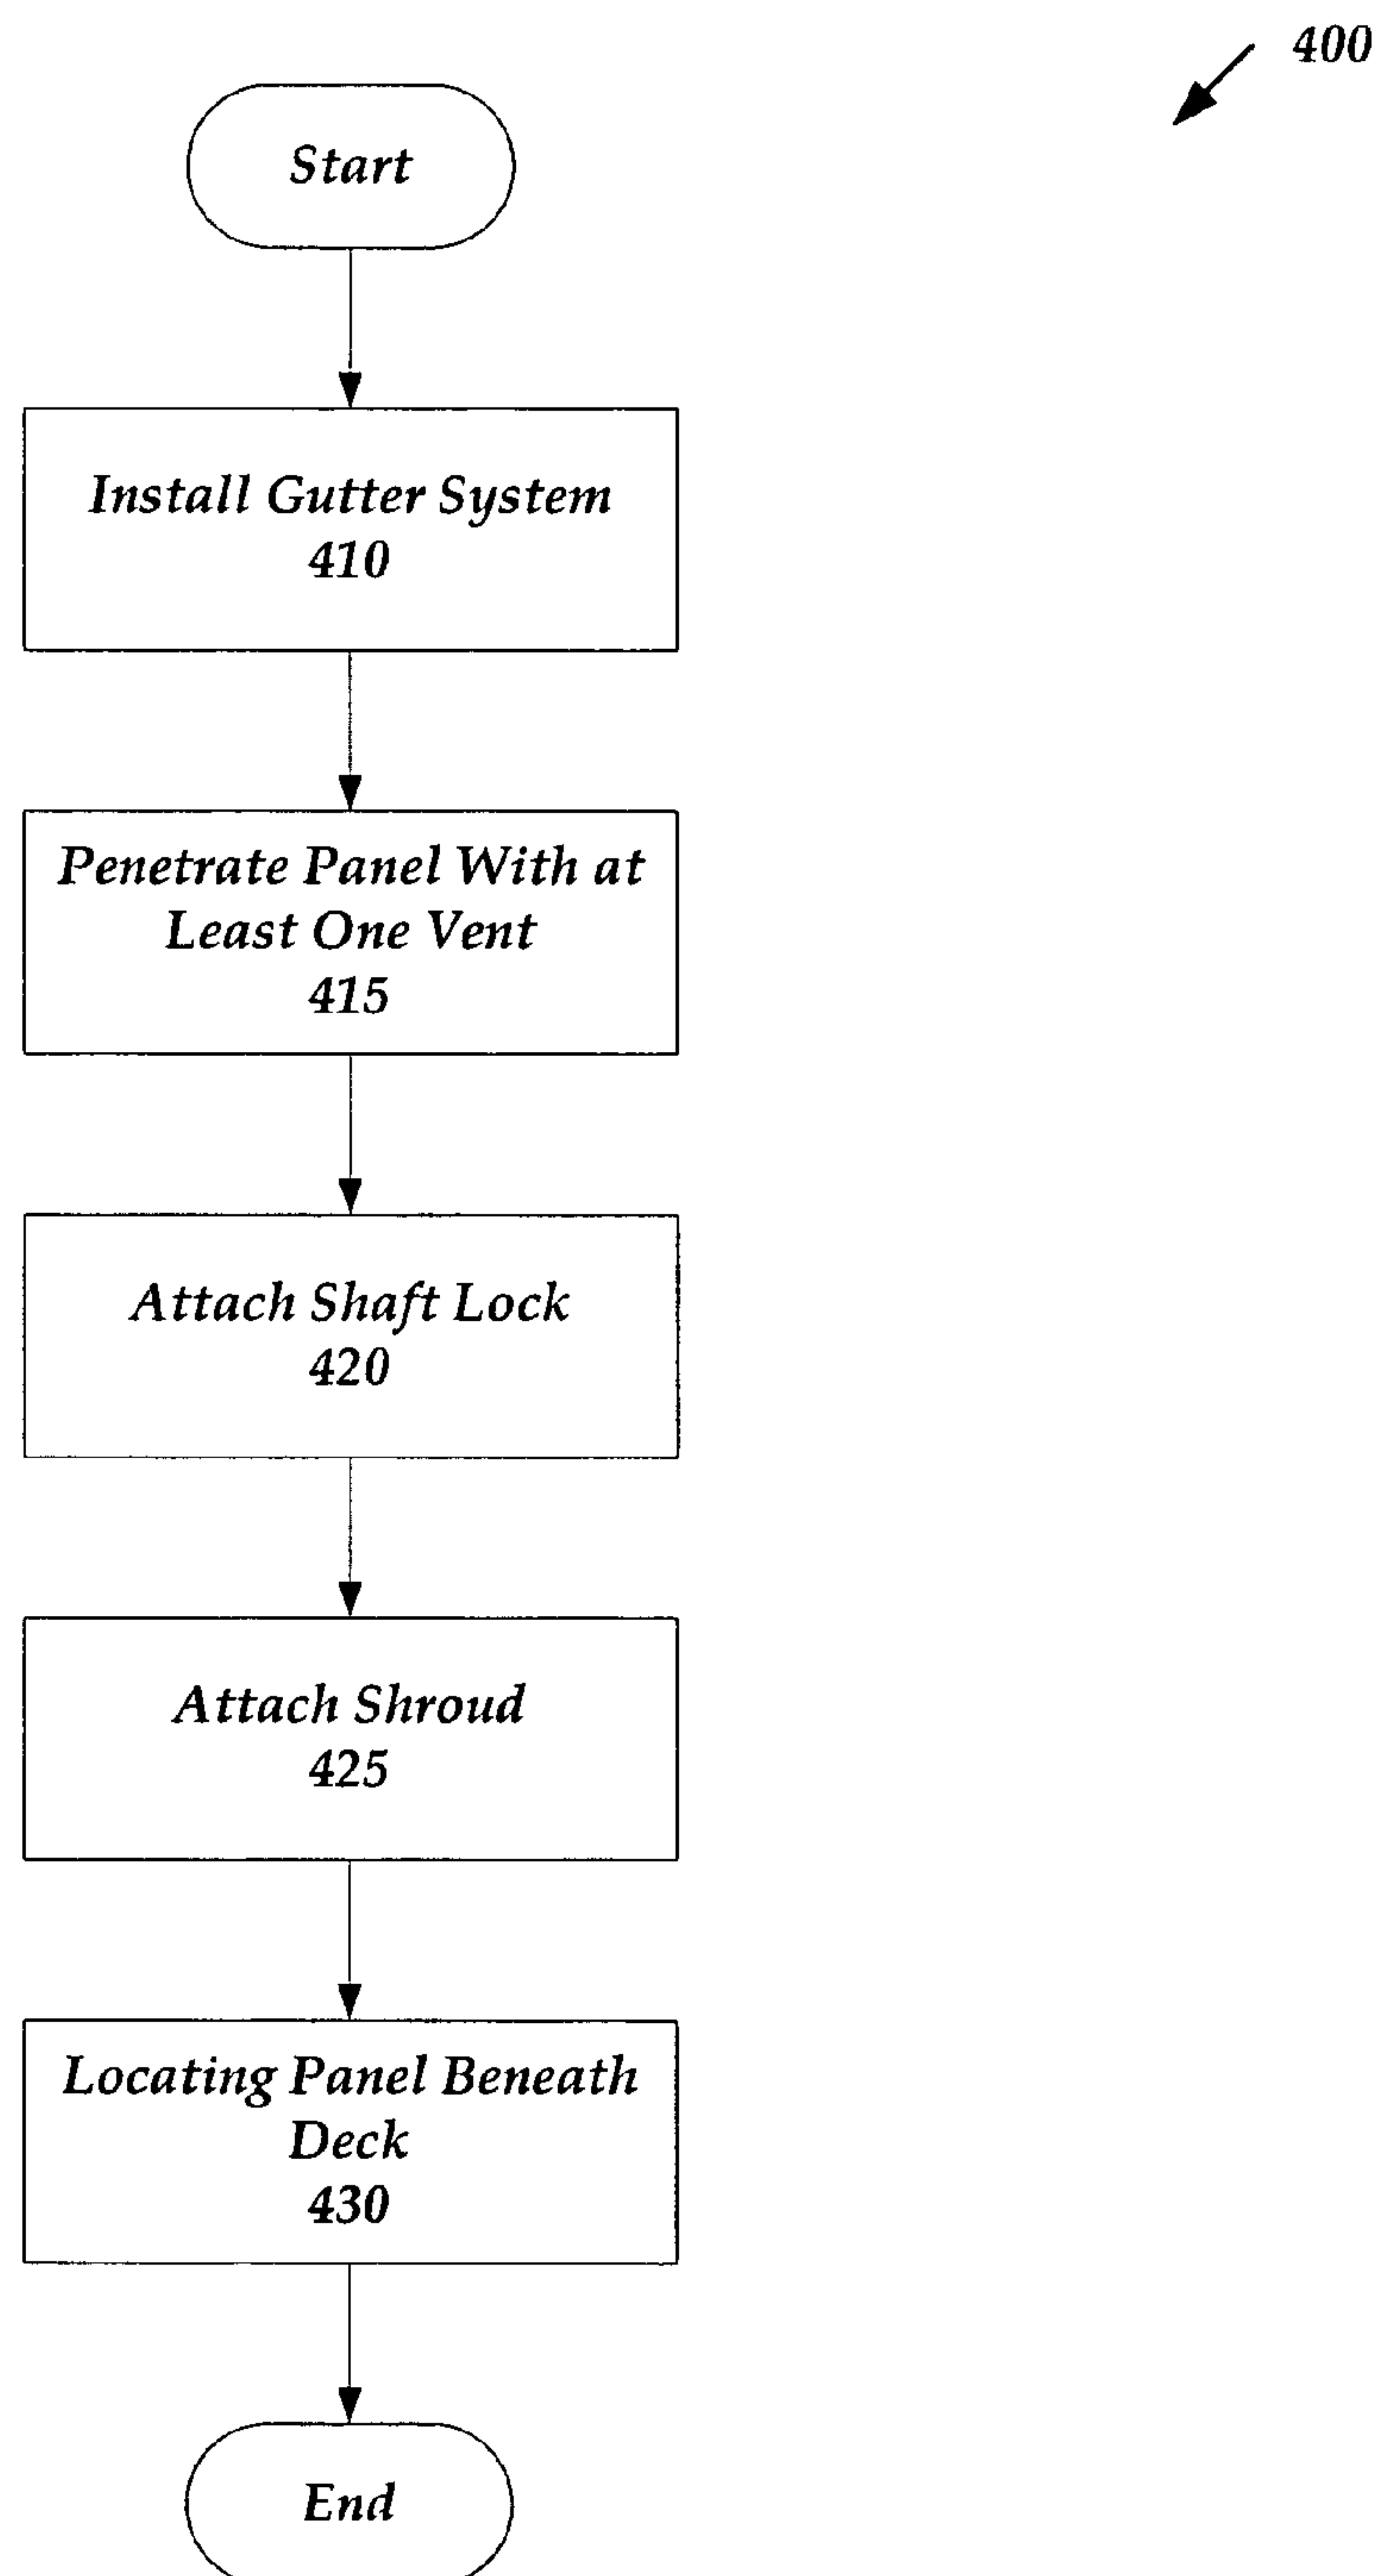 400
Start
Install Gutter System
410
Penetrate Panel With at
Least One Vent
415
Attach Shaft Lock
420
Attach Shroud
425
Locating Panel Beneath
Deck
430
End